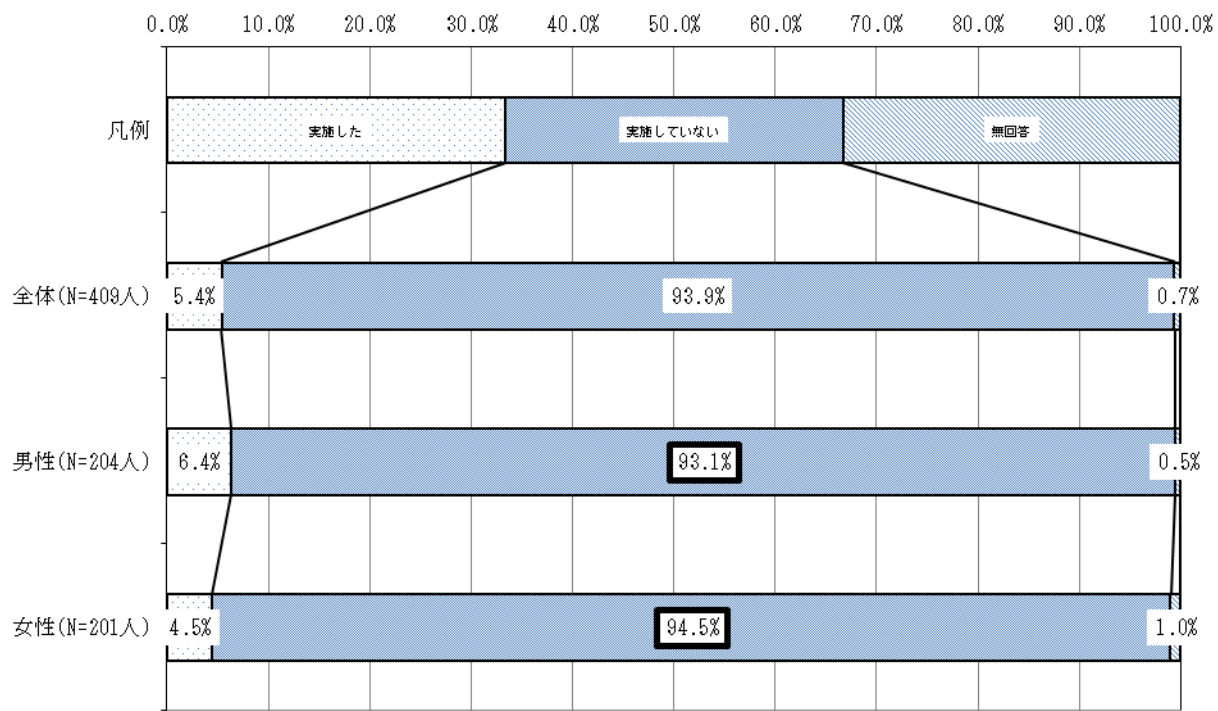 0.0% 10.0% 20.0% 30.0% 40.0% 50.0% 60.0% 70.0% 80.0% 90.0% 100.0%
凡例 実施した 実施していない 無回答
全体(N=409人) 5.4% 93.9% 0.7%
男性(N=204人) 6.4% 93.1% 0.5%
女性(N=201人) 4.5% 94.5% 1.0%